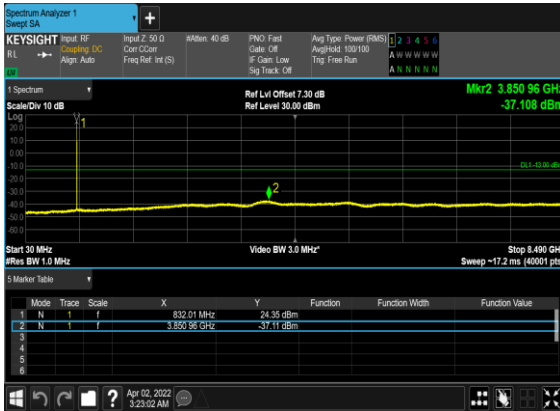 Spectrum Analyzer 1
Swept SA
KEYSIGHT Input: RF Input Z: 50 Ω #Atten: 40 dB PNO: Fast Avg Type: Power (RMS) 1 2 3 4 5 6
RL Coupling: DC Corr CCorr Gate: Off Avg|Hold: 100/100 A W W W W W
Align: Auto Freq Ref: Int (S) IF Gain: Low Trig: Free Run
Sig Track: Off A N N N N N
1 Spectrum Ref Lvl Offset 7.30 dB Mkr2 3.850 96 GHz
Scale/Div 10 dB Ref Level 30.00 dBm -37.108 dBm
Log
20.0 1
10.0
0.00
-10.0 DL1 -13.00 dBm
-20.0
-30.0 2
-40.0
-50.0
-60.0
Start 30 MHz Video BW 3.0 MHz* Stop 8.490 GHz
#Res BW 1.0 MHz Sweep ~17.2 ms (40001 pts)
5 Marker Table
Mode Trace Scale X Y Function Function Width Function Value
1 N 1 f 832.01 MHz 24.35 dBm
2 N 1 f 3.850 96 GHz -37.11 dBm
3
4
5
6
? Apr 02, 2022
3:23:02 AM